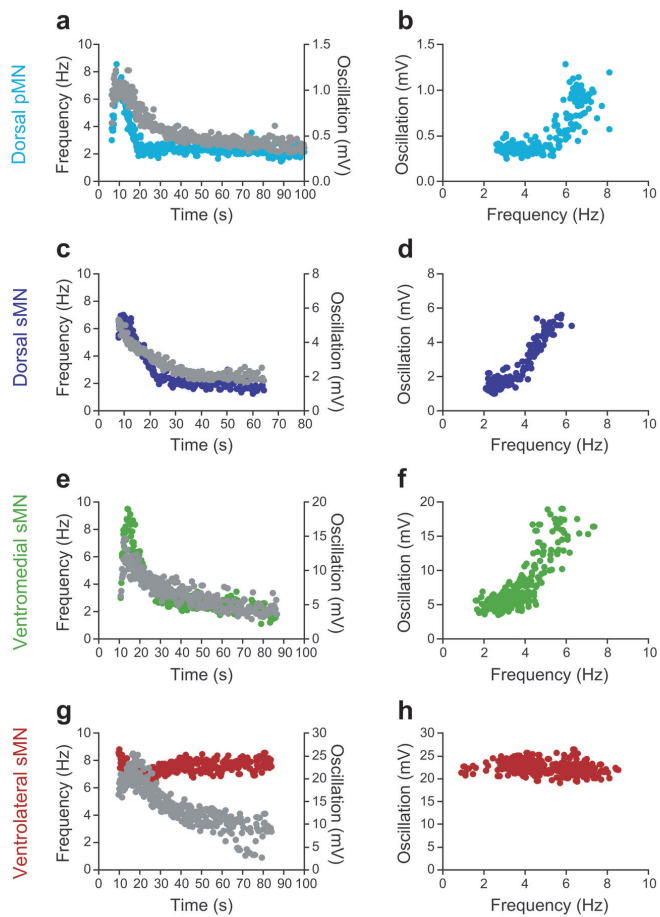 a
b
Dorsal pMN
Frequency (Hz)
10
8
6
4
2
0
1.5
1.0
0.5
0.0
Oscillation (mV)
0 10 20 30 40 50 60 70 80 90 100
Time (s)
Oscillation (mV)
1.5
1.0
0.5
0.0
0 2 4 6 8 10
Frequency (Hz)
c
d
Dorsal sMN
Frequency (Hz)
10
8
6
4
2
0
8
6
4
2
0
Oscillation (mV)
0 10 20 30 40 50 60 70 80
Time (s)
Oscillation (mV)
8
6
4
2
0
0 2 4 6 8 10
Frequency (Hz)
e
f
Ventromedial sMN
Frequency (Hz)
10
8
6
4
2
0
20
15
10
5
0
Oscillation (mV)
0 10 20 30 40 50 60 70 80 90 100
Time (s)
Oscillation (mV)
20
15
10
5
0
0 2 4 6 8 10
Frequency (Hz)
g
h
Ventrolateral sMN
Frequency (Hz)
10
8
6
4
2
0
30
25
20
15
10
5
0
Oscillation (mV)
0 10 20 30 40 50 60 70 80 90 100
Time (s)
Oscillation (mV)
30
25
20
15
10
5
0
0 2 4 6 8 10
Frequency (Hz)